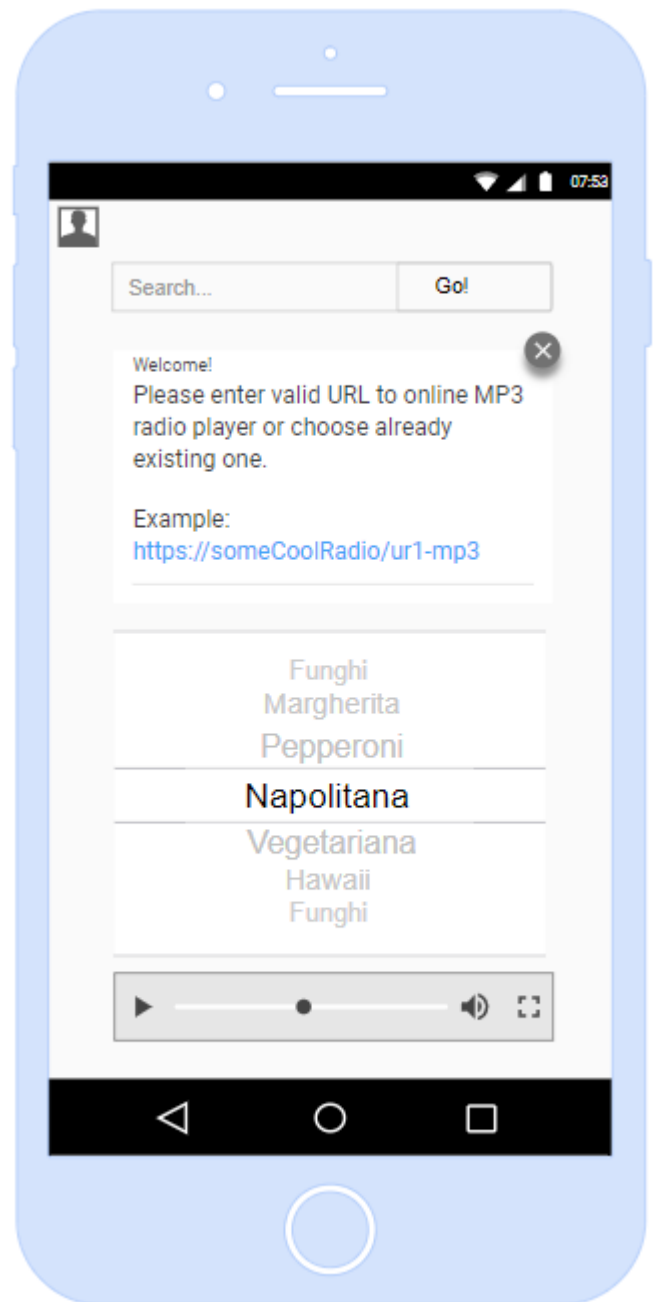 07:53
Search... Go!
Welcome!
Please enter valid URL to online MP3
radio player or choose already
existing one.
Example:
https://someCoolRadio/ur1-mp3
Funghi
Margherita
Pepperoni
Napolitana
Vegetariana
Hawaii
Funghi